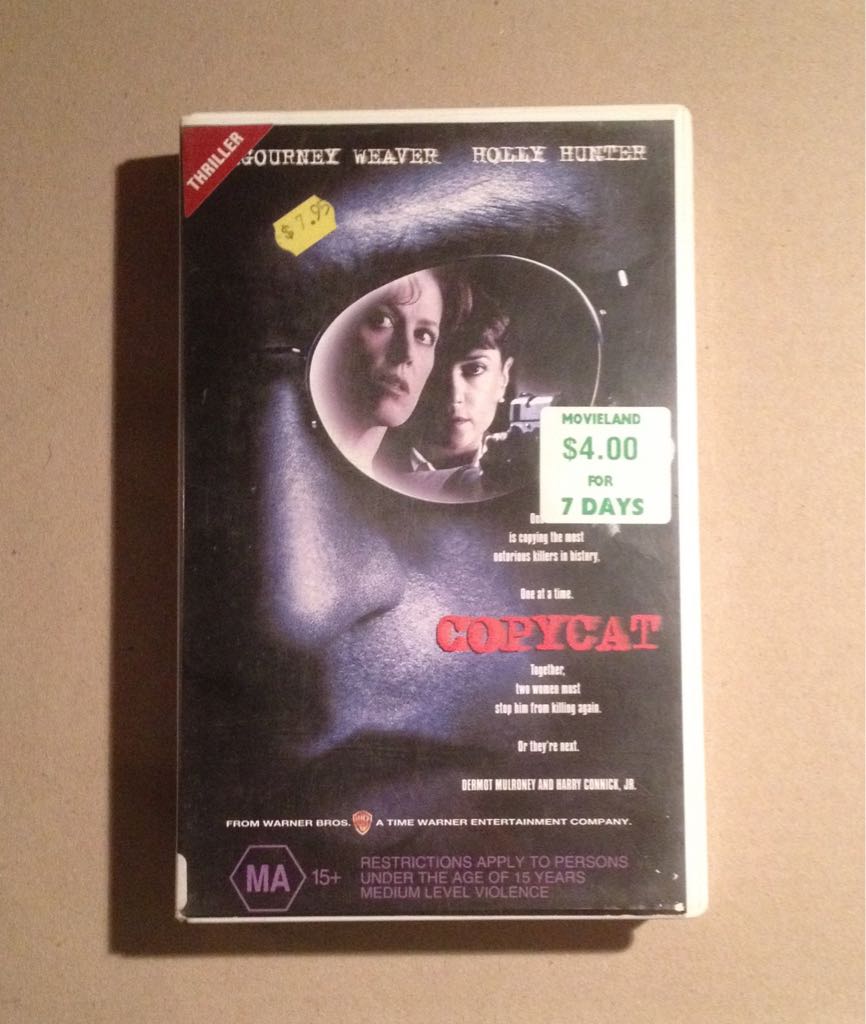 THRILLER
GOURNEY WEAVER HOLLY HUNTER
$7.95
MOVIELAND
$4.00
FOR
7 DAYS
is copying the most
notorious killers in history.
One at a time.
COPYCAT
Together,
two women must
stop him from killing again.
Or they're next.
DERMOT MULRONEY AND HARRY CONNICK, JR.
FROM WARNER BROS. A TIME WARNER ENTERTAINMENT COMPANY.
MA 15+ RESTRICTIONS APPLY TO PERSONS
UNDER THE AGE OF 15 YEARS
MEDIUM LEVEL VIOLENCE